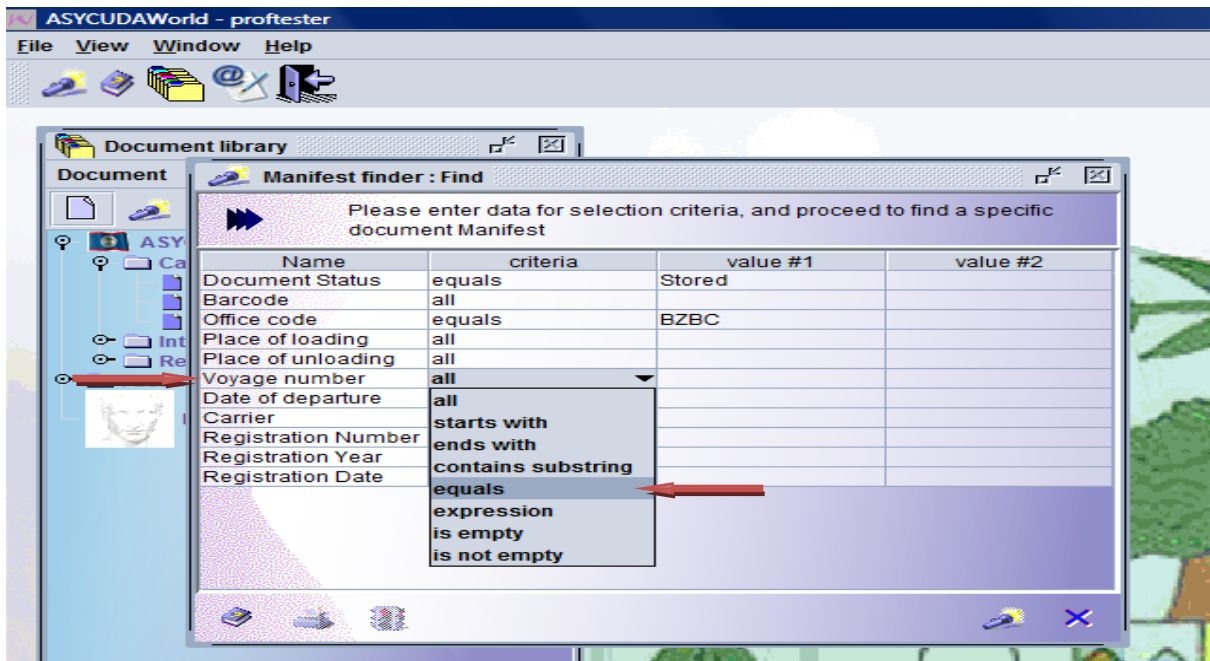 ASYCUDAWorld - proftester
File View Window Help
Document library
Document
Manifest finder : Find
Please enter data for selection criteria, and proceed to find a specific
document Manifest
ASY
Ca
Int
Re
Name criteria value #1 value #2
Document Status equals Stored
Barcode all
Office code equals BZBC
Place of loading all
Place of unloading all
Voyage number all
Date of departure
Carrier
Registration Number
Registration Year
Registration Date
all
starts with
ends with
contains substring
equals
expression
is empty
is not empty